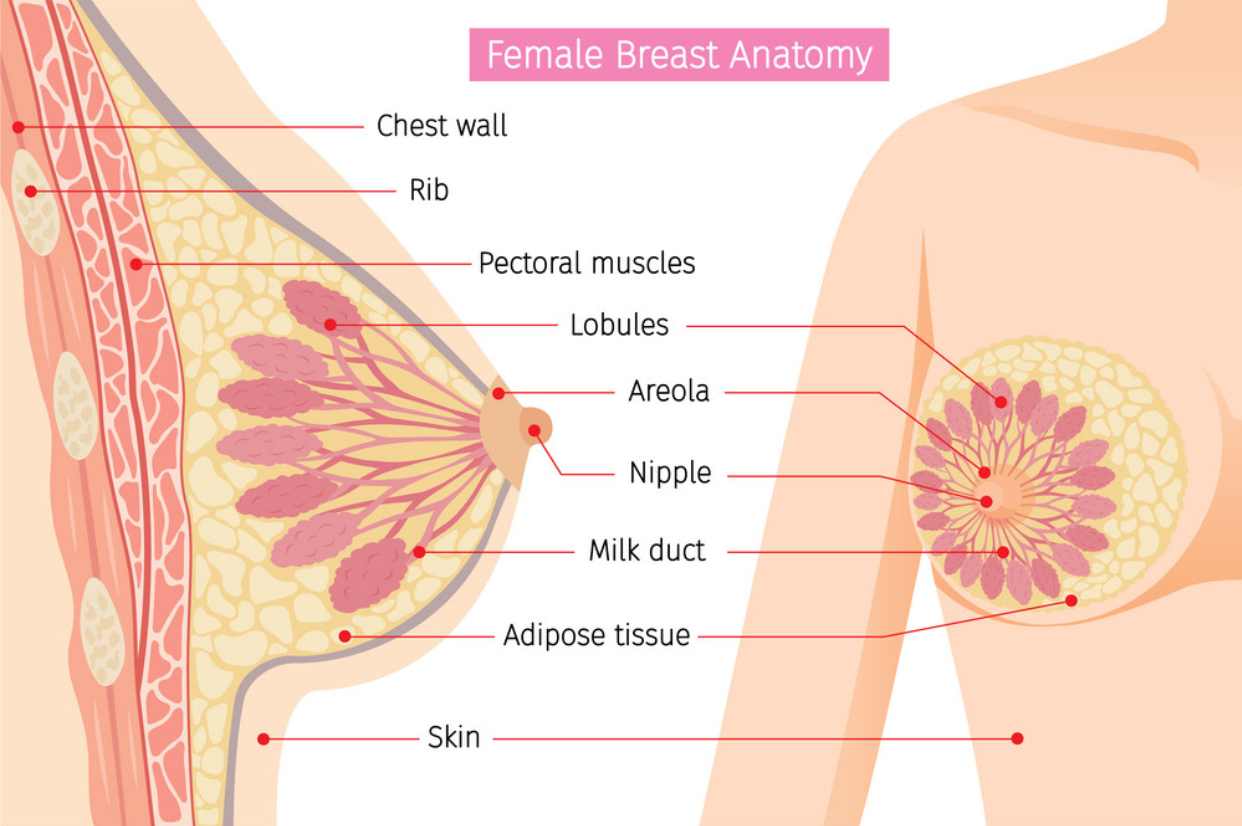 Female Breast Anatomy
Chest wall
Rib
Pectoral muscles
Lobules
Areola
Nipple
Milk duct
Adipose tissue
Skin